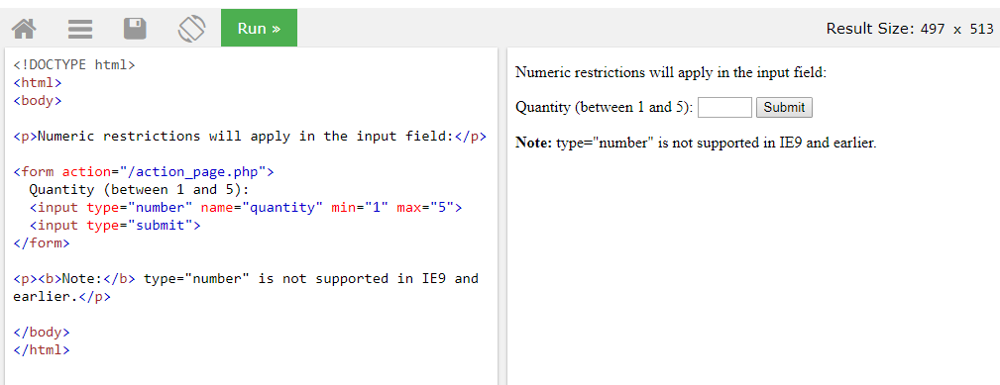 Run »
Result Size: 497 x 513
<!DOCTYPE html>
<html>
<body>
<p>Numeric restrictions will apply in the input field:</p>
<form action="/action_page.php">
Quantity (between 1 and 5):
<input type="number" name="quantity" min="1" max="5">
<input type="submit">
</form>
<p><b>Note:</b> type="number" is not supported in IE9 and
earlier.</p>
</body>
</html>
Numeric restrictions will apply in the input field:
Quantity (between 1 and 5): Submit
Note: type="number" is not supported in IE9 and earlier.